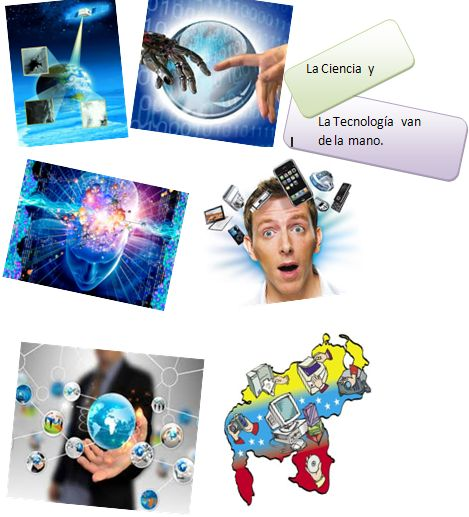 La Ciencia y
La Tecnología van
de la mano.